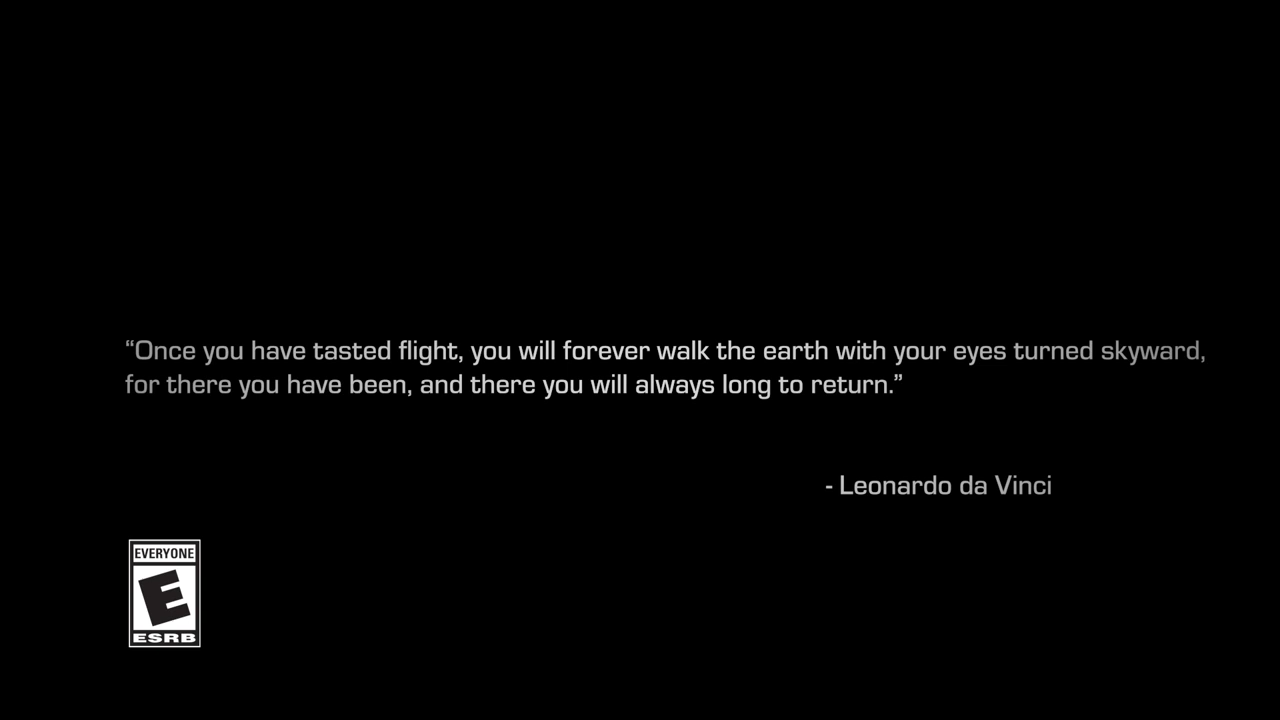 “Once you have tasted flight, you will forever walk the earth with your eyes turned skyward,
for there you have been, and there you will always long to return.”
- Leonardo da Vinci
EVERYONE
E
ESRB